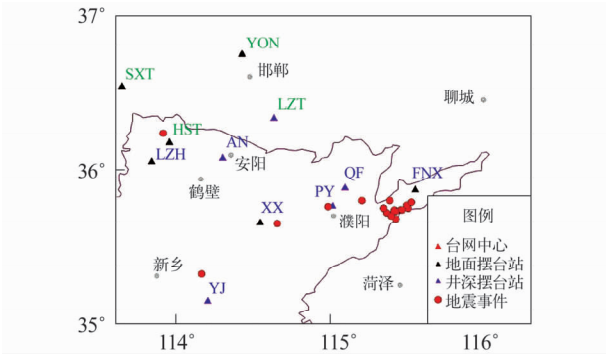 37°
YON
邯郸
SXT
聊城
LZT
HST
LZH
AN
安阳
36°
QF
FNX
鹤壁
PY
XX
濮阳
图例
台网中心
地面摆台站
井深摆台站
地震事件
新乡
菏泽
YJ
35°
114°
115°
116°